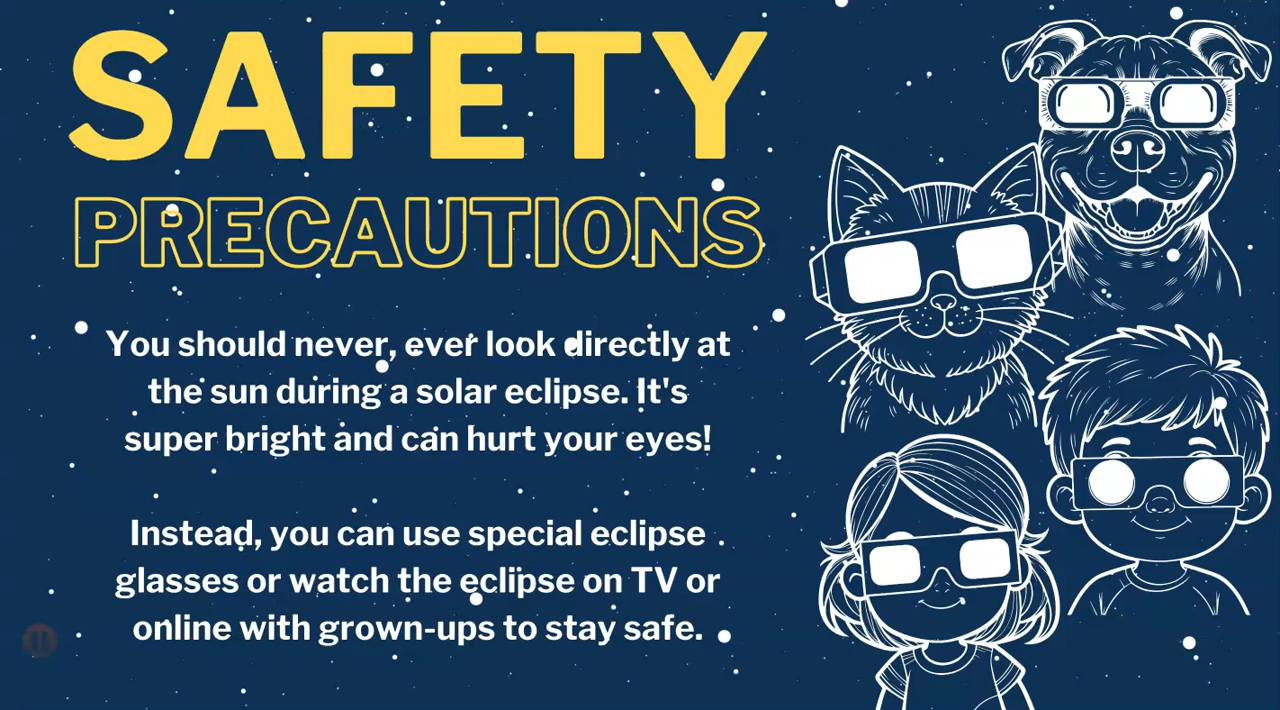 SAFETY
PRECAUTIONS
You should never, ever look directly at
the sun during a solar eclipse. It's
super bright and can hurt your eyes!
Instead, you can use special eclipse
glasses or watch the eclipse on TV or
online with grown-ups to stay safe.